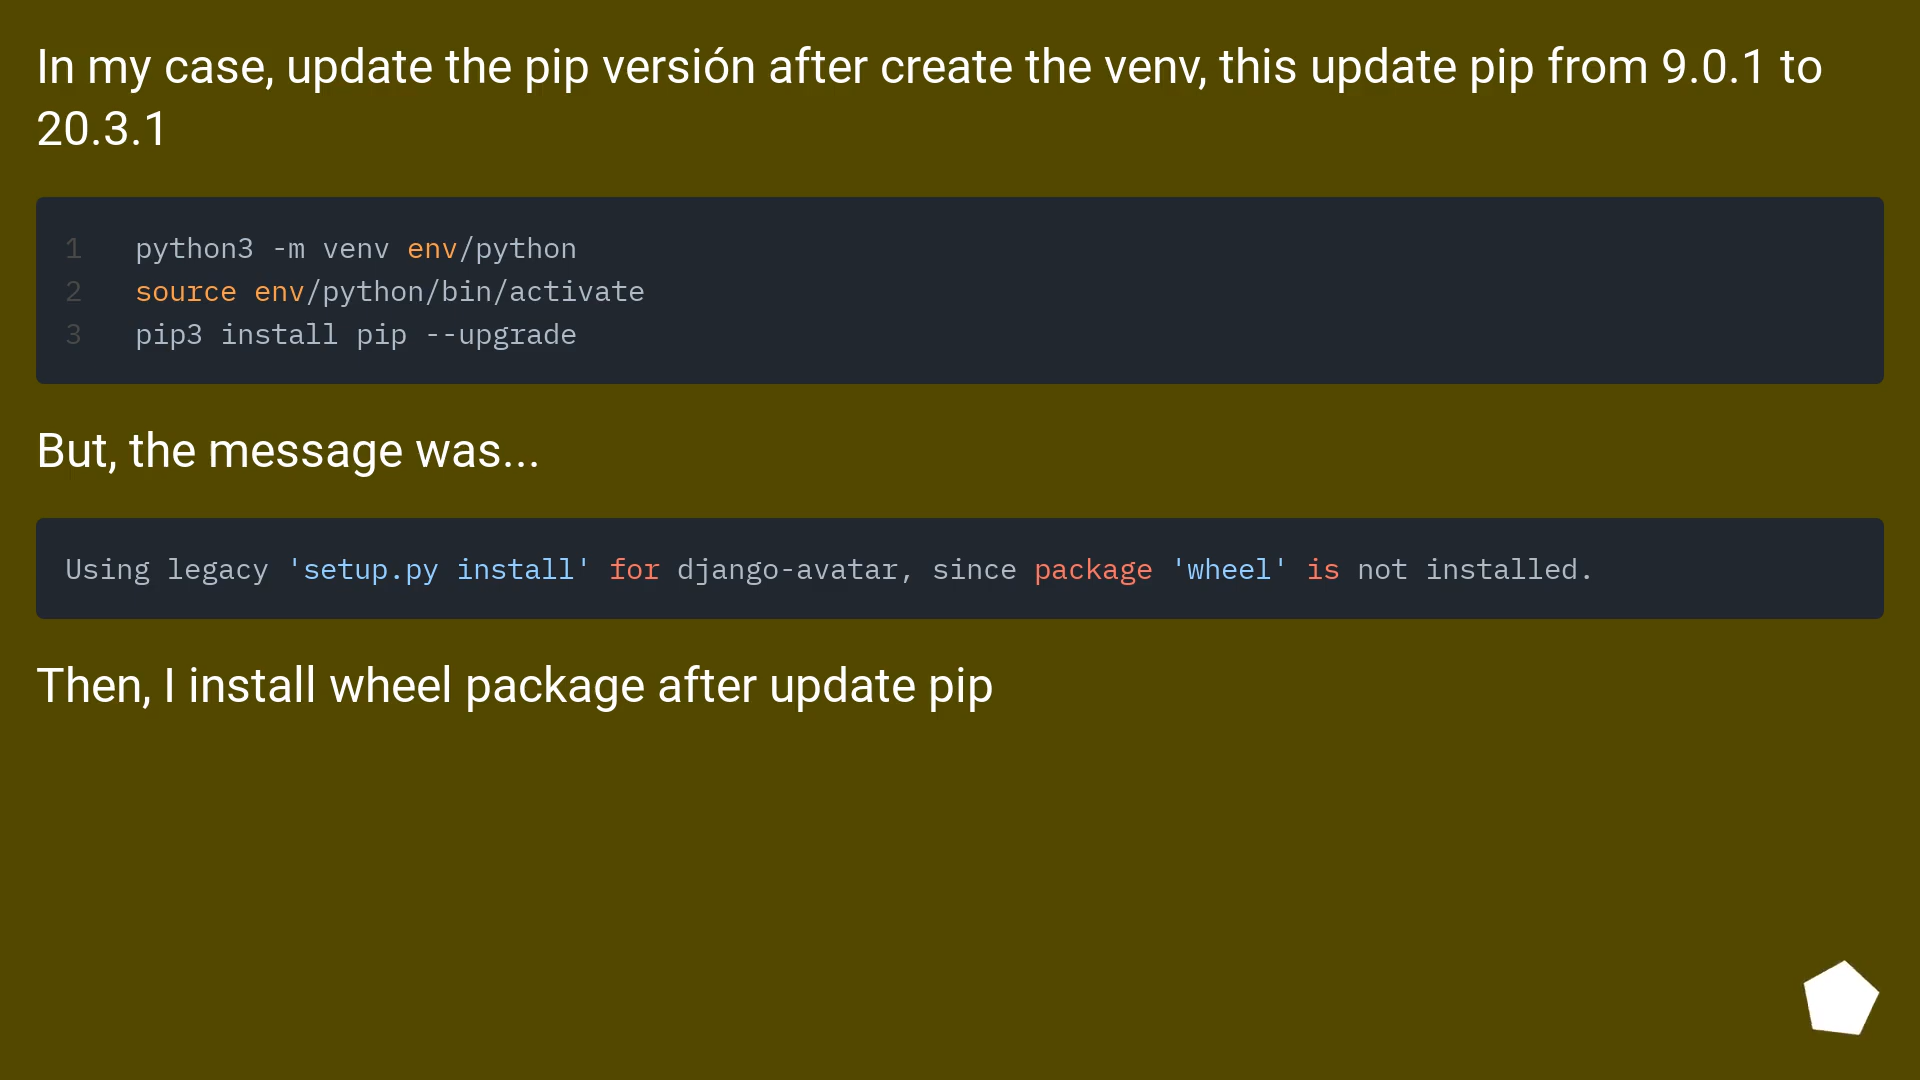 In my case, update the pip versión after create the venv, this update pip from 9.0.1 to
20.3.1
1 python3 -m venv env/python
2 source env/python/bin/activate
3 pip3 install pip --upgrade
But, the message was...
Using legacy 'setup.py install' for django-avatar, since package 'wheel' is not installed.
Then, I install wheel package after update pip